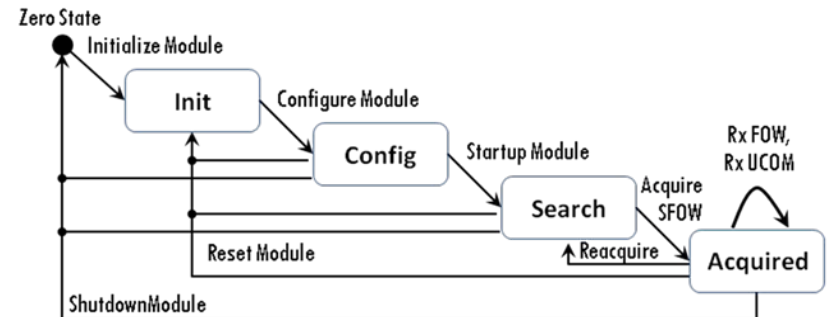 Zero State
Initialize Module
Init
Configure Module
Config
Startup Module
Search
Acquire
SFOW
Rx FOW,
Rx UCOM
Acquired
Reacquire
Reset Module
ShutdownModule